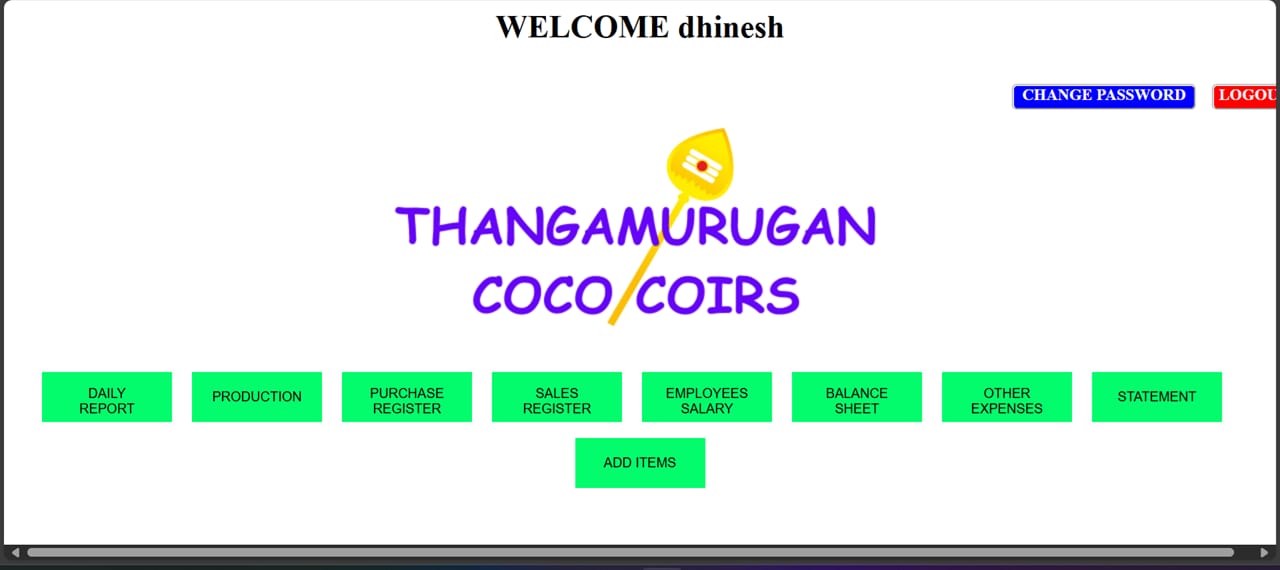 WELCOME dhinesh
CHANGE PASSWORD
LOGOU
THANGAMURUGAN
COCO COIRS
DAILY
REPORT
PRODUCTION
PURCHASE
REGISTER
SALES
REGISTER
EMPLOYEES
SALARY
BALANCE
SHEET
OTHER
EXPENSES
STATEMENT
ADD ITEMS